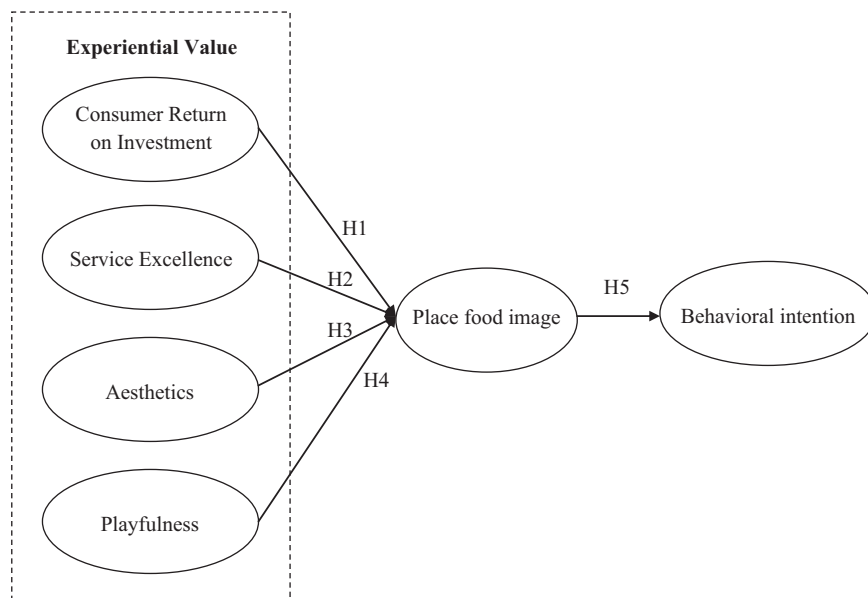 Experiential Value
Consumer Return
on Investment
H1
Service Excellence
H2
Place food image
H5
Behavioral intention
H3
Aesthetics
H4
Playfulness